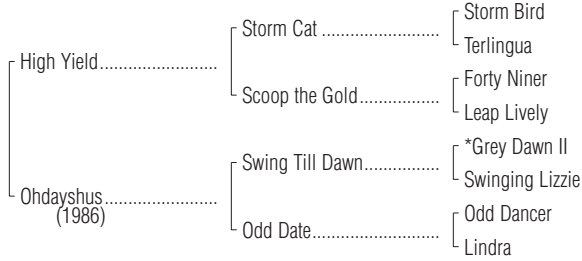 Storm Bird
Storm Cat ........................
Terlingua
High Yield........................
Forty Niner
Scoop the Gold................
Leap Lively
*Grey Dawn II
Swing Till Dawn...............
Swinging Lizzie
Ohdayshus.......................
(1986)
Odd Dancer
Odd Date.........................
Lindra